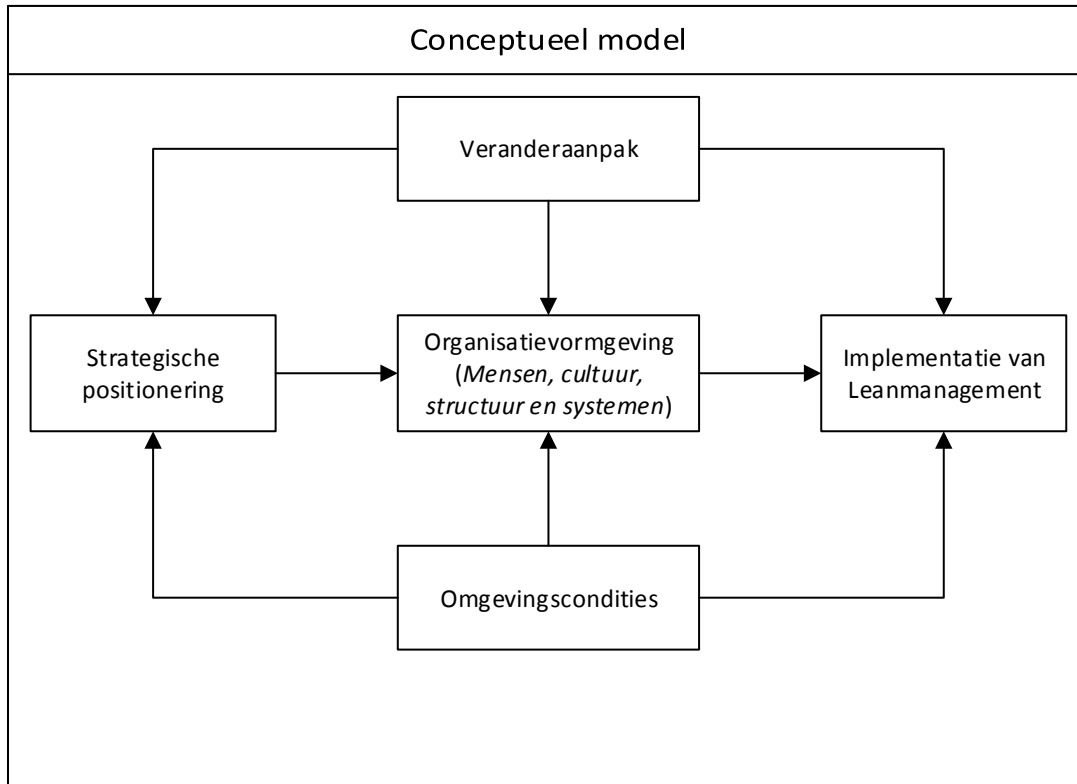 Conceptueel model
Veranderaanpak
Strategische
positionering
Organisatievormgeving
(Mensen, cultuur,
structuur en systemen)
Implementatie van
Leanmanagement
Omgevingscondities